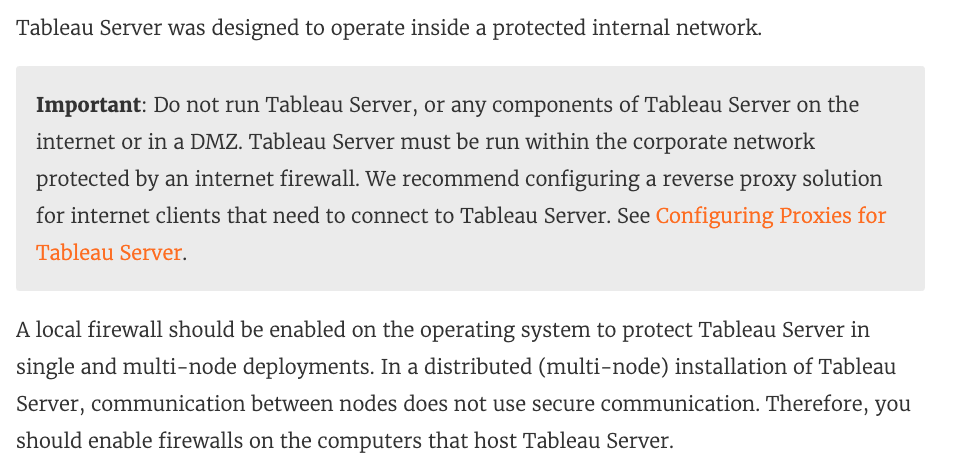 Tableau Server was designed to operate inside a protected internal network.
Important: Do not run Tableau Server, or any components of Tableau Server on the
internet or in a DMZ. Tableau Server must be run within the corporate network
protected by an internet firewall. We recommend configuring a reverse proxy solution
for internet clients that need to connect to Tableau Server. See Configuring Proxies for
Tableau Server.
A local firewall should be enabled on the operating system to protect Tableau Server in
single and multi-node deployments. In a distributed (multi-node) installation of Tableau
Server, communication between nodes does not use secure communication. Therefore, you
should enable firewalls on the computers that host Tableau Server.